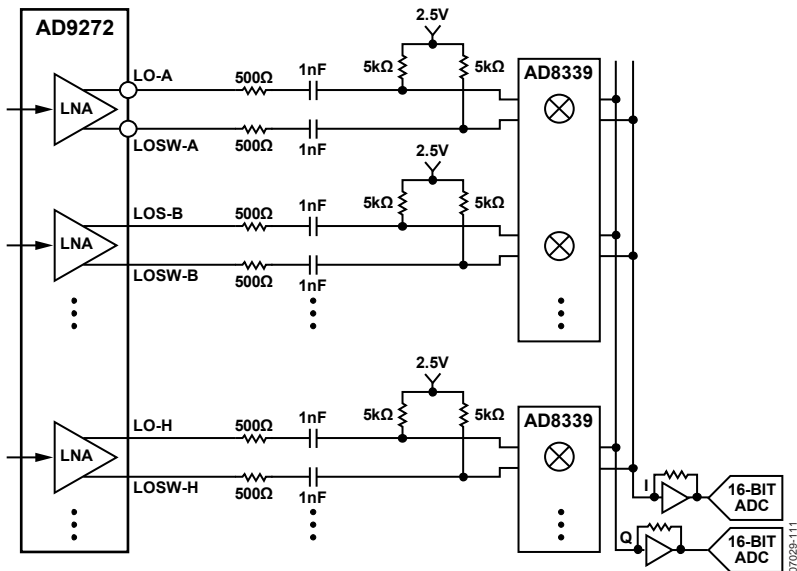 AD9272
LNA
LO-A
500Ω
1nF
LOSW-A
500Ω
1nF
2.5V
5kΩ
5kΩ
AD8339
LNA
LOS-B
500Ω
1nF
LOSW-B
500Ω
1nF
2.5V
5kΩ
5kΩ
LNA
LO-H
500Ω
1nF
LOSW-H
500Ω
1nF
2.5V
5kΩ
5kΩ
AD8339
I
16-BIT
ADC
Q
16-BIT
ADC
07029-111